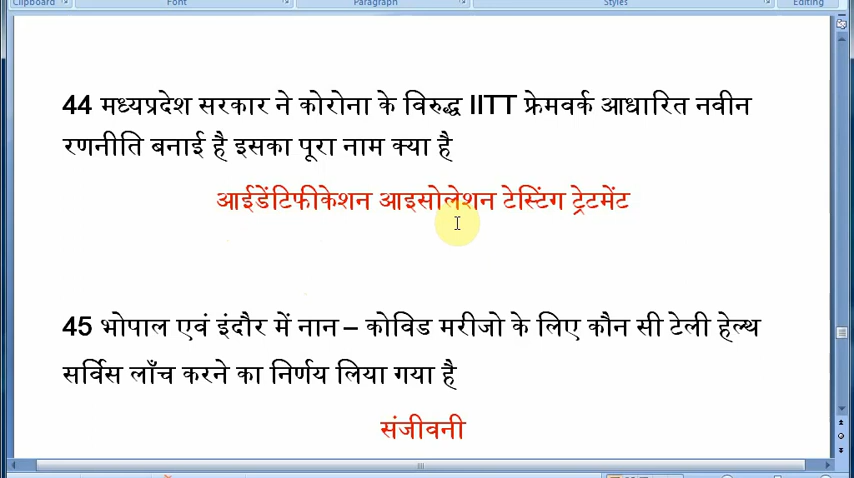 Clipboard Font Paragraph Styles Editing
44 मध्यप्रदेश सरकार ने कोरोना के विरुद्ध IITT फ्रेमवर्क आधारित नवीन
रणनीति बनाई है इसका पूरा नाम क्या है
आईडेंटिफीकेशन आइसोलेशन टेस्टिंग ट्रेटमेंट
45 भोपाल एवं इंदौर में नान – कोविड मरीजो के लिए कौन सी टेली हेल्थ
सर्विस लाँच करने का निर्णय लिया गया है
संजीवनी